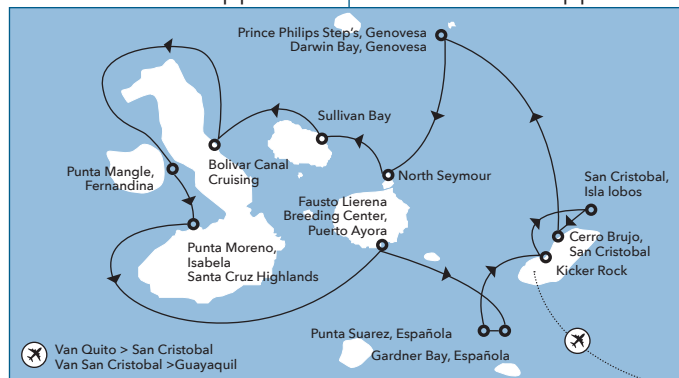 Prince Philips Step's, Genovesa
Darwin Bay, Genovesa
Sullivan Bay
Bolivar Canal
Cruising
Punta Mangle,
Fernandina
North Seymour
San Cristobal,
Isla lobos
Fausto Llerena
Breeding Center,
Puerto Ayora
Cerro Brujo,
San Cristobal
Kicker Rock
Punta Moreno,
Isabela
Santa Cruz Highlands
Punta Suarez, Española
Gardner Bay, Española
Van Quito > San Cristobal
Van San Cristobal >Guayaquil